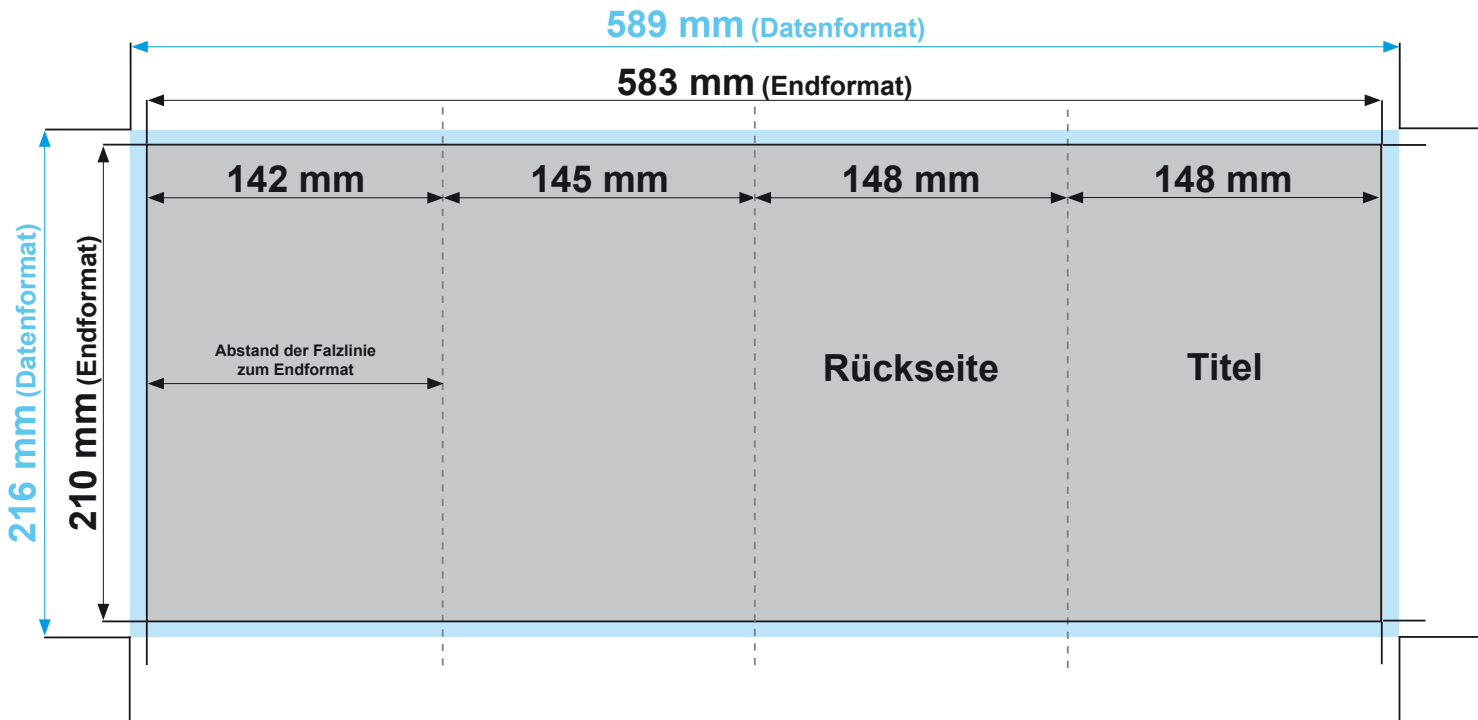 589 mm (Datenformat)
583 mm (Endformat)
142 mm
145 mm
148 mm
148 mm
216 mm (Datenformat)
210 mm (Endformat)
Abstand der Falzlinie
zum Endformat
Rückseite
Titel